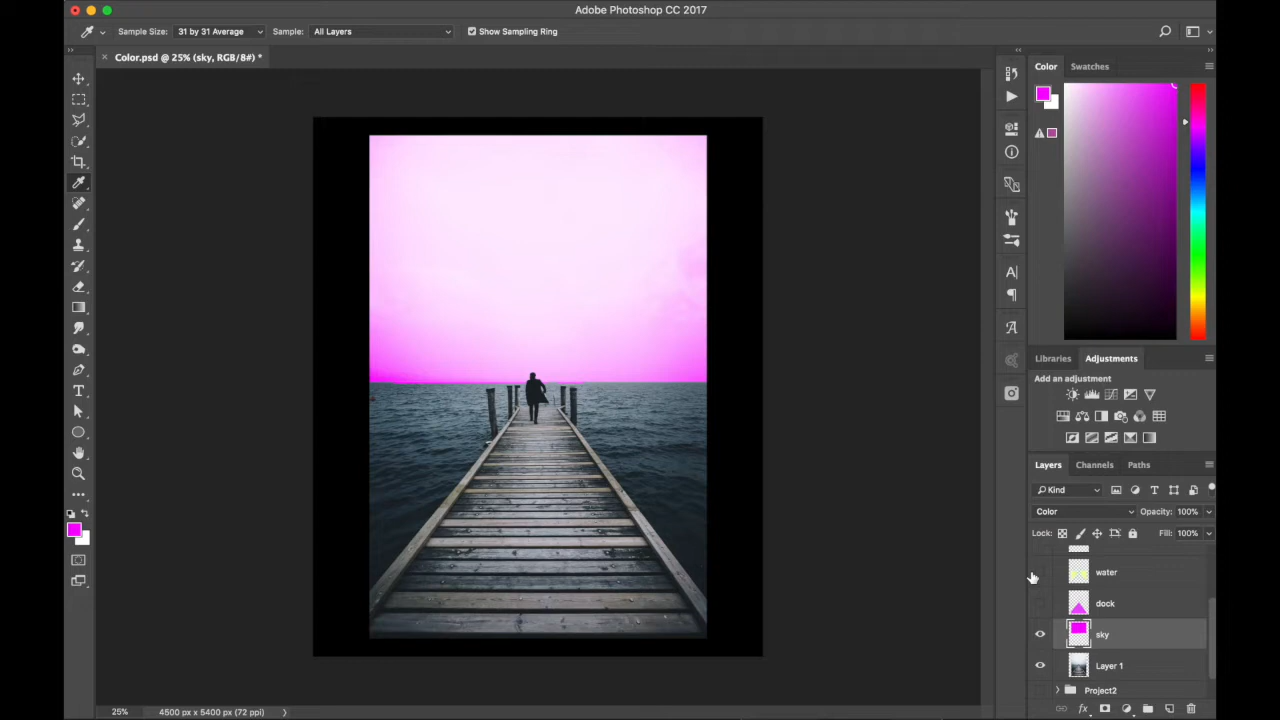 Adobe Photoshop CC 2017
Sample Size: 31 by 31 Average Sample: All Layers Show Sampling Ring
Color.psd @ 25% (sky, RGB/8#) *
Color Swatches
Libraries Adjustments
Add an adjustment
Layers Channels Paths
Kind
Color Opacity: 100%
Lock: Fill: 100%
water
dock
sky
Layer 1
Project2
25% 4500 px x 5400 px (72 ppi)